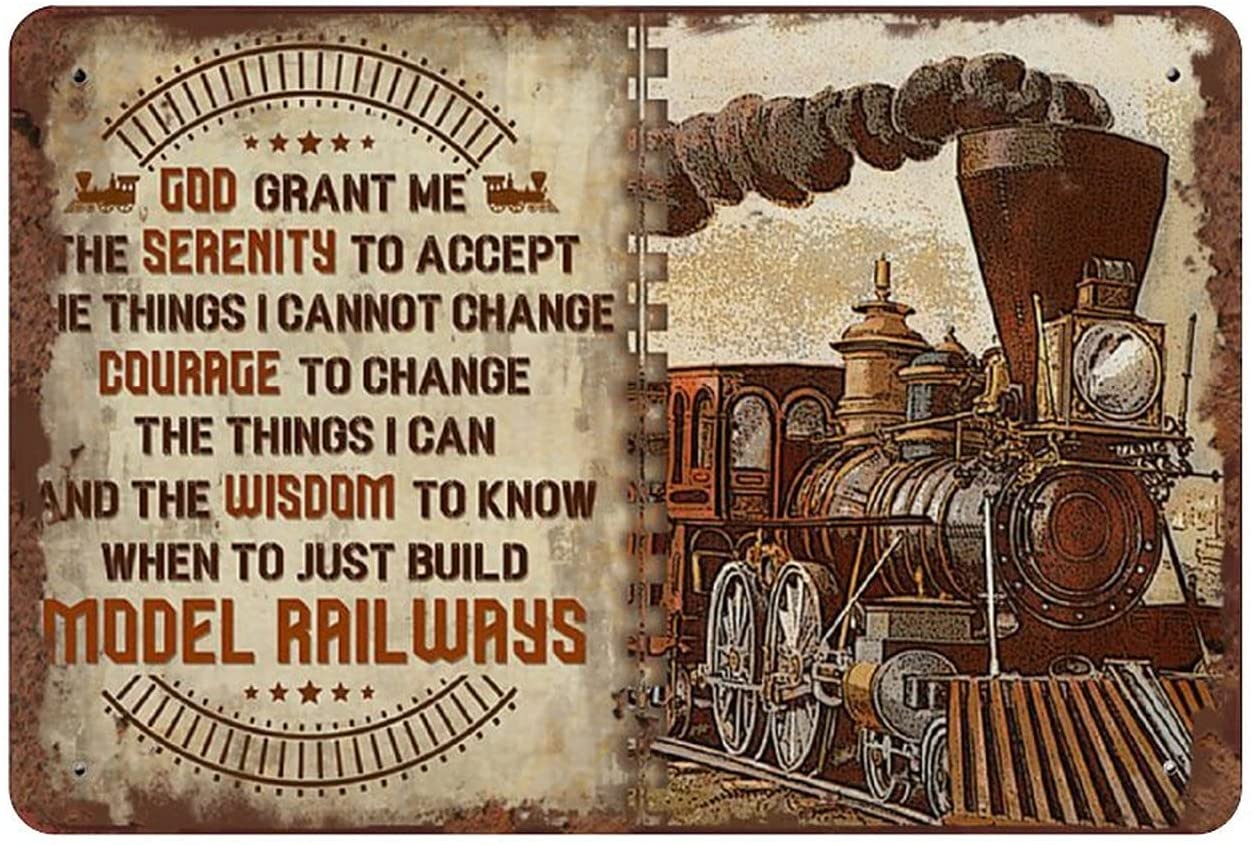 GOD GRANT ME
THE SERENITY TO ACCEPT
HE THINGS I CANNOT CHANGE
COURAGE TO CHANGE
THE THINGS I CAN
AND THE WISDOM TO KNOW
WHEN TO JUST BUILD
MODEL RAILWAYS